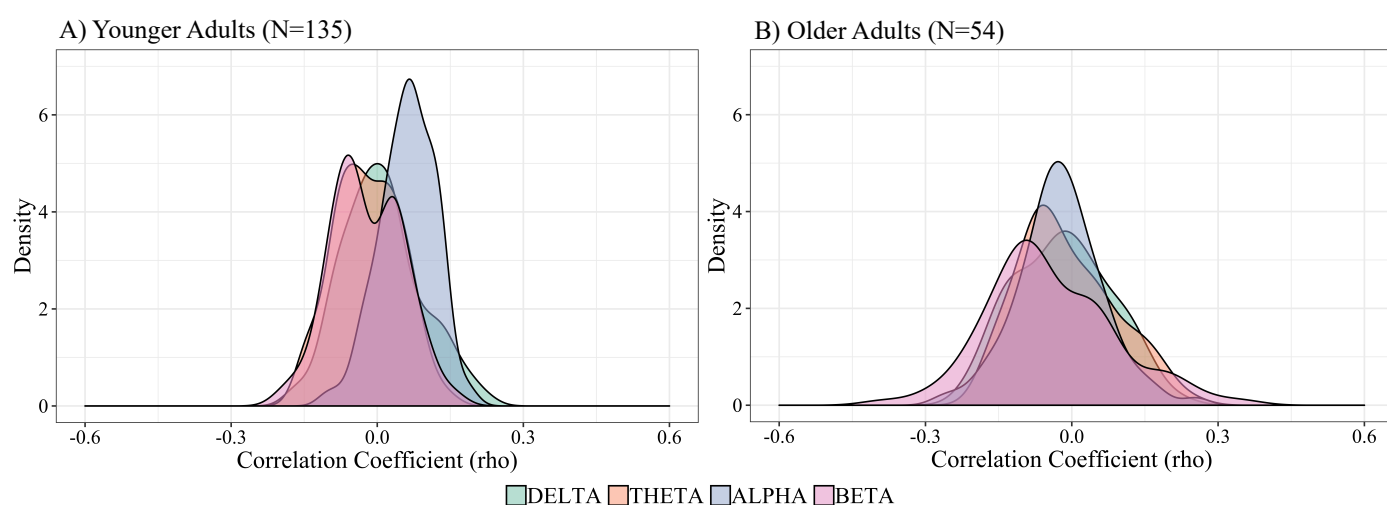 A) Younger Adults (N=135)
B) Older Adults (N=54)
Density
6
4
2
0
-0.6 -0.3 0.0 0.3 0.6
Correlation Coefficient (rho)
Density
6
4
2
0
-0.6 -0.3 0.0 0.3 0.6
Correlation Coefficient (rho)
DELTA THETA ALPHA BETA